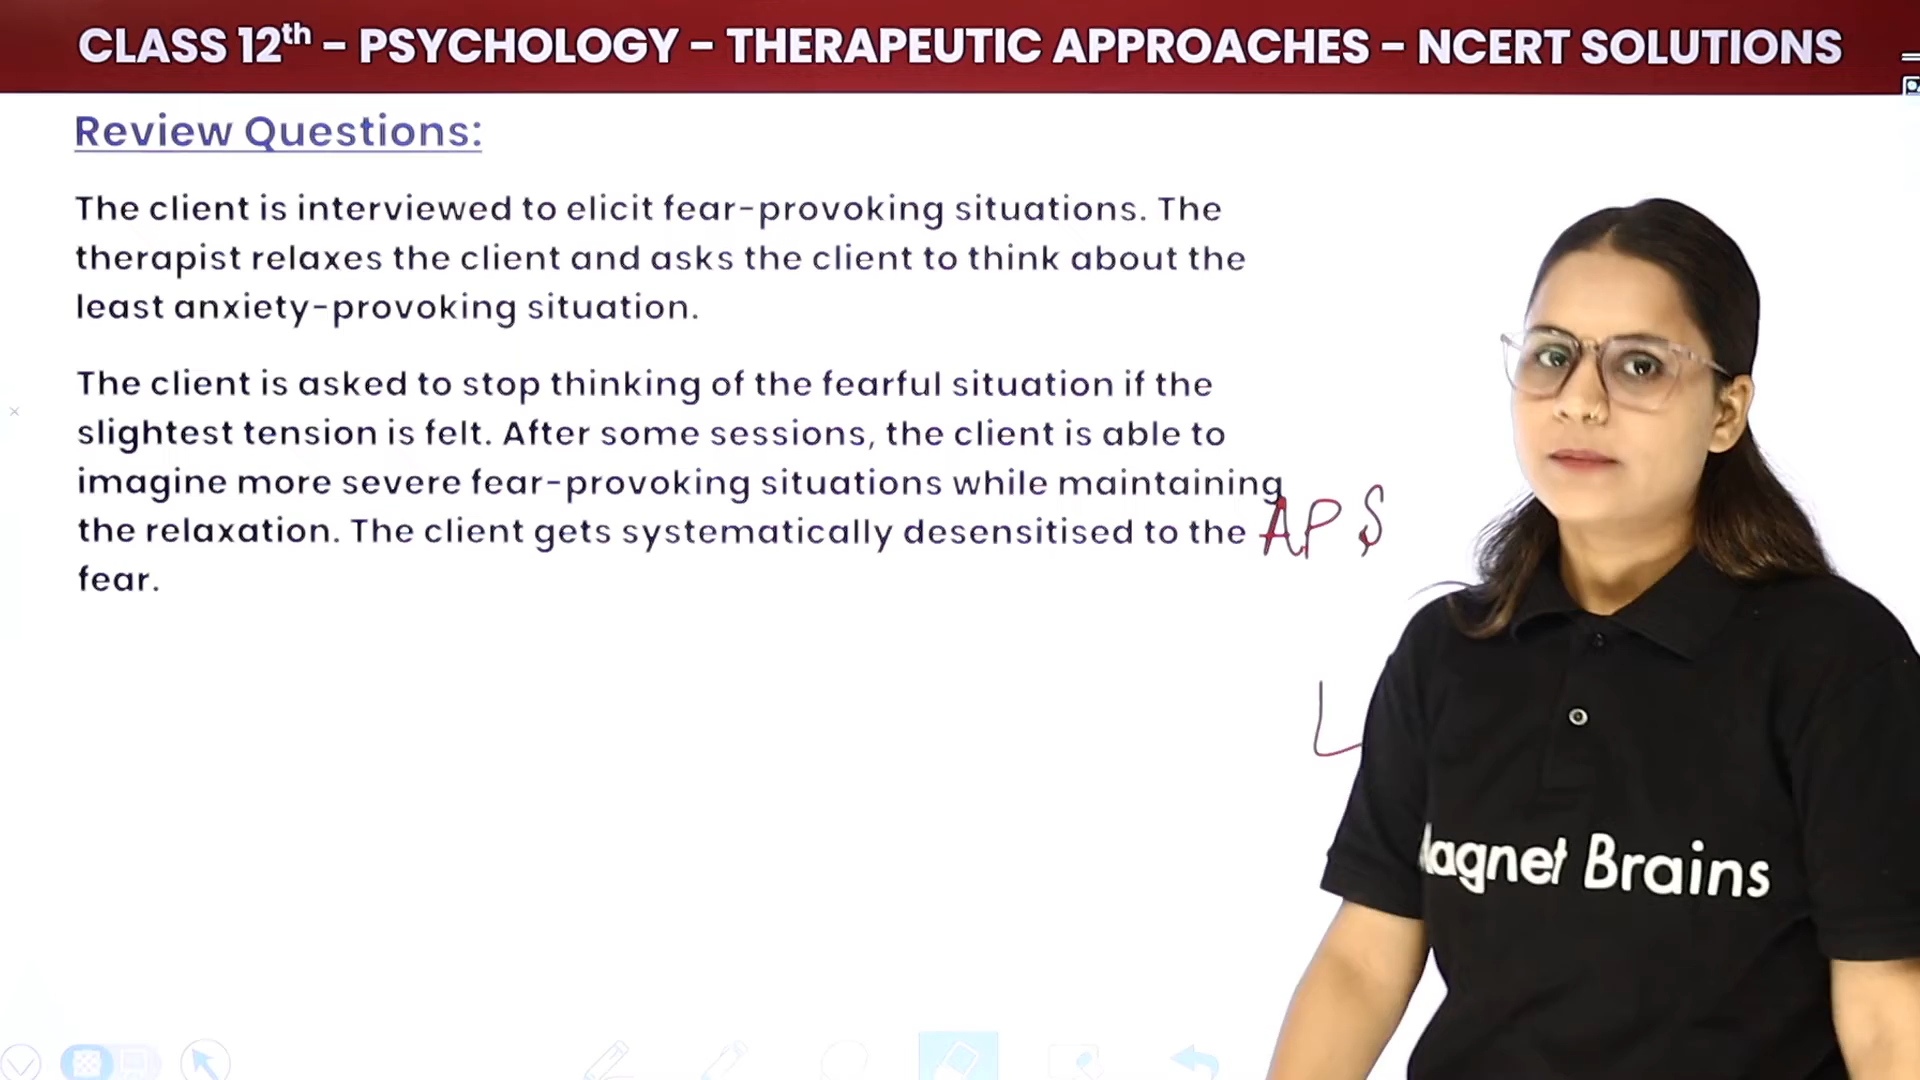 CLASS 12th - PSYCHOLOGY - THERAPEUTIC APPROACHES - NCERT SOLUTIONS
Review Questions:
The client is interviewed to elicit fear-provoking situations. The
therapist relaxes the client and asks the client to think about the
least anxiety-provoking situation.
The client is asked to stop thinking of the fearful situation if the
slightest tension is felt. After some sessions, the client is able to
imagine more severe fear-provoking situations while maintaining
the relaxation. The client gets systematically desensitised to the
fear.
APS
L
agnet Brains